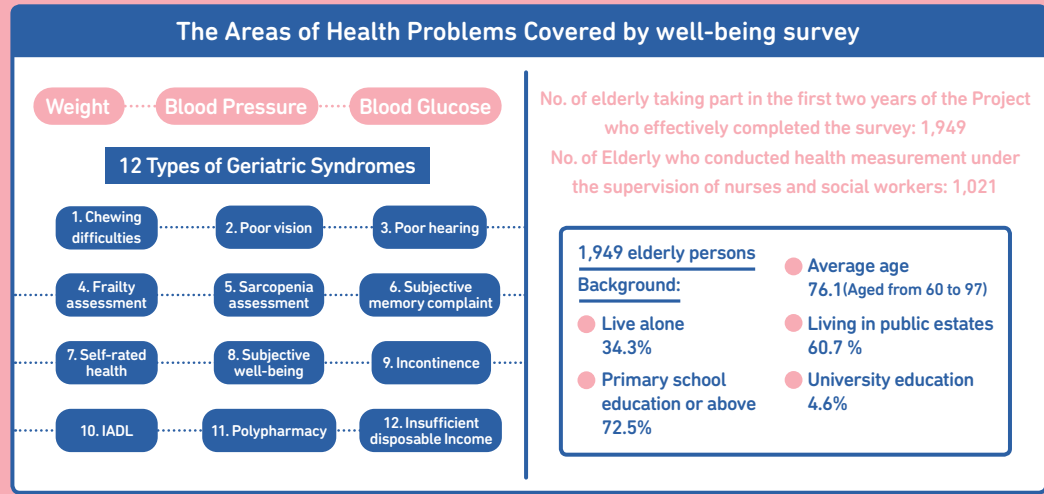 The Areas of Health Problems Covered by well-being survey
Weight
Blood Pressure
Blood Glucose
12 Types of Geriatric Syndromes
1. Chewing
difficulties
2. Poor vision
3. Poor hearing
4. Frailty
assessment
5. Sarcopenia
assessment
6. Subjective
memory complaint
7. Self-rated
health
8. Subjective
well-being
9. Incontinence
10. IADL
11. Polypharmacy
12. Insufficient
disposable Income
No. of elderly taking part in the first two years of the Project
who effectively completed the survey: 1,949
No. of Elderly who conducted health measurement under
the supervision of nurses and social workers: 1,021
1,949 elderly persons
Background:
Live alone
34.3%
Primary school
education or above
72.5%
Average age
76.1(Aged from 60 to 97)
Living in public estates
60.7 %
University education
4.6%